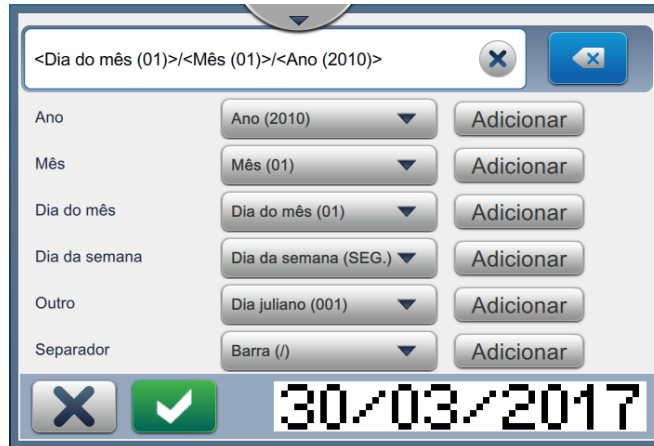 <Dia do mês (01)>/<Mês (01)>/<Ano (2010)>
Ano Ano (2010) Adicionar
Mês Mês (01) Adicionar
Dia do mês Dia do mês (01) Adicionar
Dia da semana Dia da semana (SEG.) Adicionar
Outro Dia juliano (001) Adicionar
Separador Barra (/) Adicionar
30/03/2017